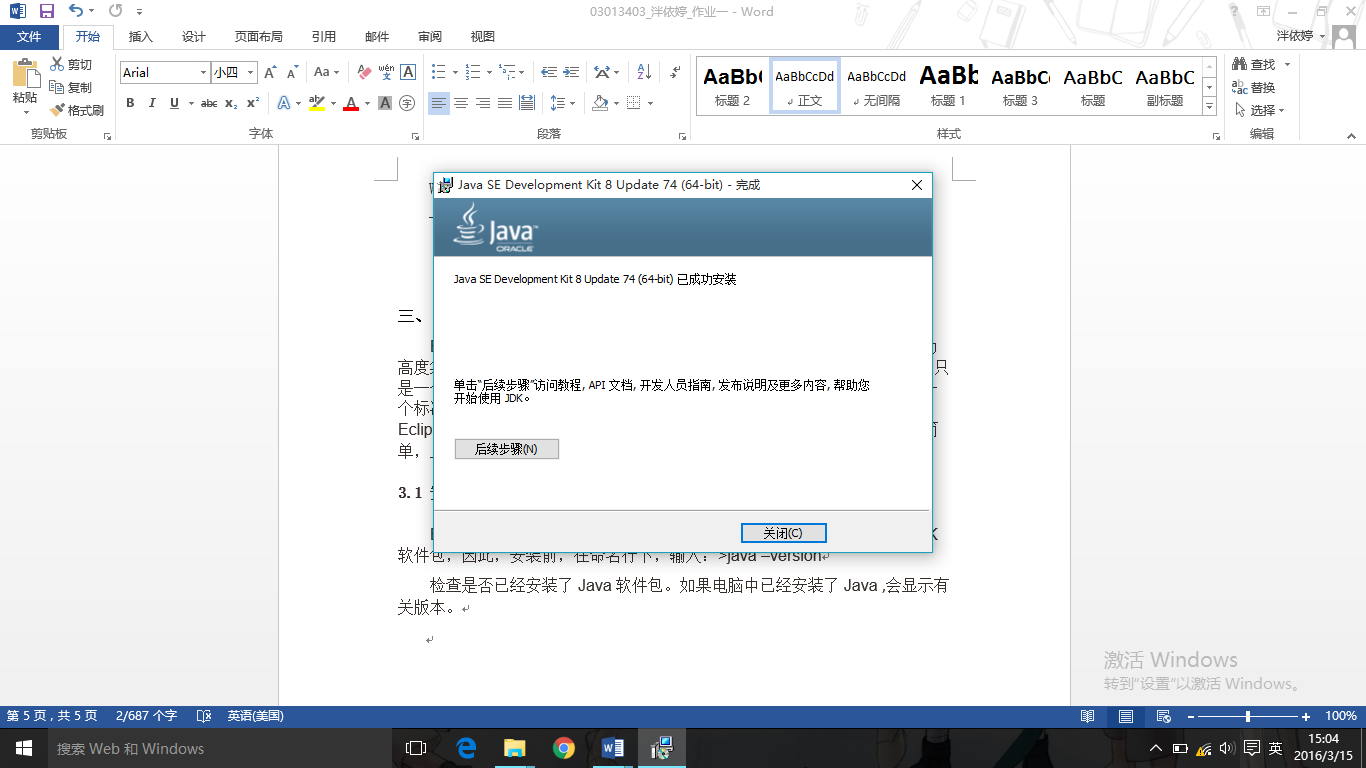 03013403_泮依婷_作业一 - Word
文件 开始 插入 设计 页面布局 引用 邮件 审阅 视图 泮依婷
粘贴 剪切 复制 格式刷
Arial 小四
AaBb AaBbCcDd AaBbCcDd AaBb AaBbCc AaBbC AaBbC
标题 2 正文 无间隔 标题 1 标题 3 标题 副标题
查找 替换 选择
剪贴板 字体 段落 样式 编辑
Java SE Development Kit 8 Update 74 (64-bit) - 完成
Java
ORACLE
Java SE Development Kit 8 Update 74 (64-bit) 已成功安装
单击“后续步骤”访问教程, API 文档, 开发人员指南, 发布说明及更多内容, 帮助您
开始使用 JDK。
后续步骤(N)
关闭(C)
三、
高度 只
是一
个标
Eclip
单，
3.1
软件包，因此，安装前，在命名行下，输入：>java –version
检查是否已经安装了 Java 软件包。如果电脑中已经安装了 Java ,会显示有
关版本。
激活 Windows
转到“设置”以激活 Windows。
第 5 页，共 5 页 2/687 个字 英语(美国) 100%
搜索 Web 和 Windows
英 15:04
2016/3/15